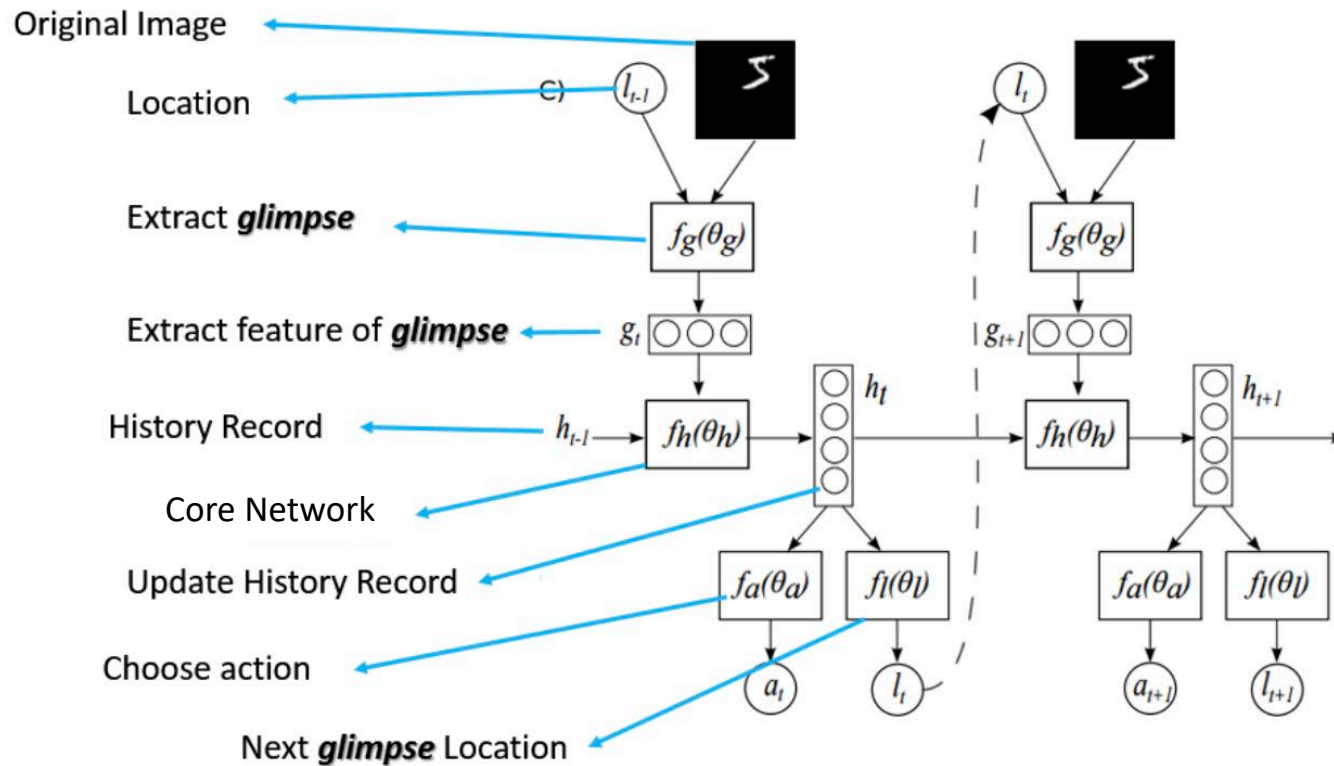 Original Image
Location
C) l_{t-1}
l_t
Extract glimpse
f_g(θ_g)
f_g(θ_g)
Extract feature of glimpse
g_t
g_{t+1}
h_t
h_{t+1}
History Record
h_{t-1}
f_h(θ_h)
f_h(θ_h)
Core Network
Update History Record
f_a(θ_a)
f_l(θ_l)
f_a(θ_a)
f_l(θ_l)
Choose action
a_t
l_t
a_{t+1}
l_{t+1}
Next glimpse Location
5
5